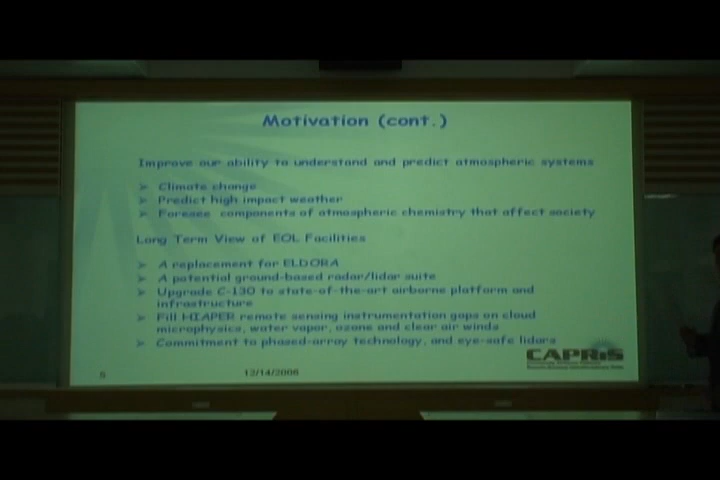 Motivation (cont.)
Improve our ability to understand and predict atmospheric systems
➢ Climate change
➢ Predict high impact weather
➢ Foresee components of atmospheric chemistry that affect society
Long Term View of EOL Facilities
➢ A replacement for ELDORA
➢ A potential ground-based radar/lidar suite
➢ Upgrade C-130 to state-of-the-art airborne platform and
infrastructure
➢ Fill HIAPER remote sensing instrumentation gaps on cloud
microphysics, water vapor, ozone and clear air winds
➢ Commitment to phased-array technology, and eye-safe lidars
CAPRIS
12/14/2006